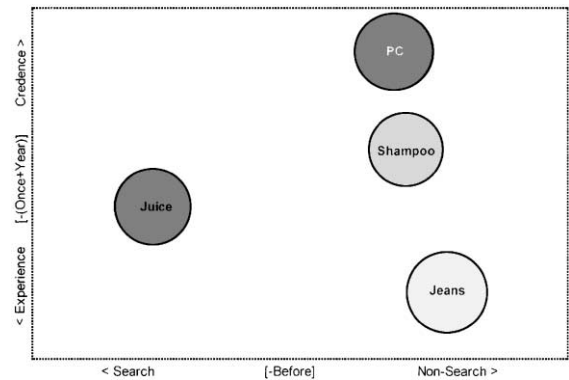 Credence >
[-(Once+Year)]
< Experience
PC
Shampoo
Juice
Jeans
< Search [-Before] Non-Search >